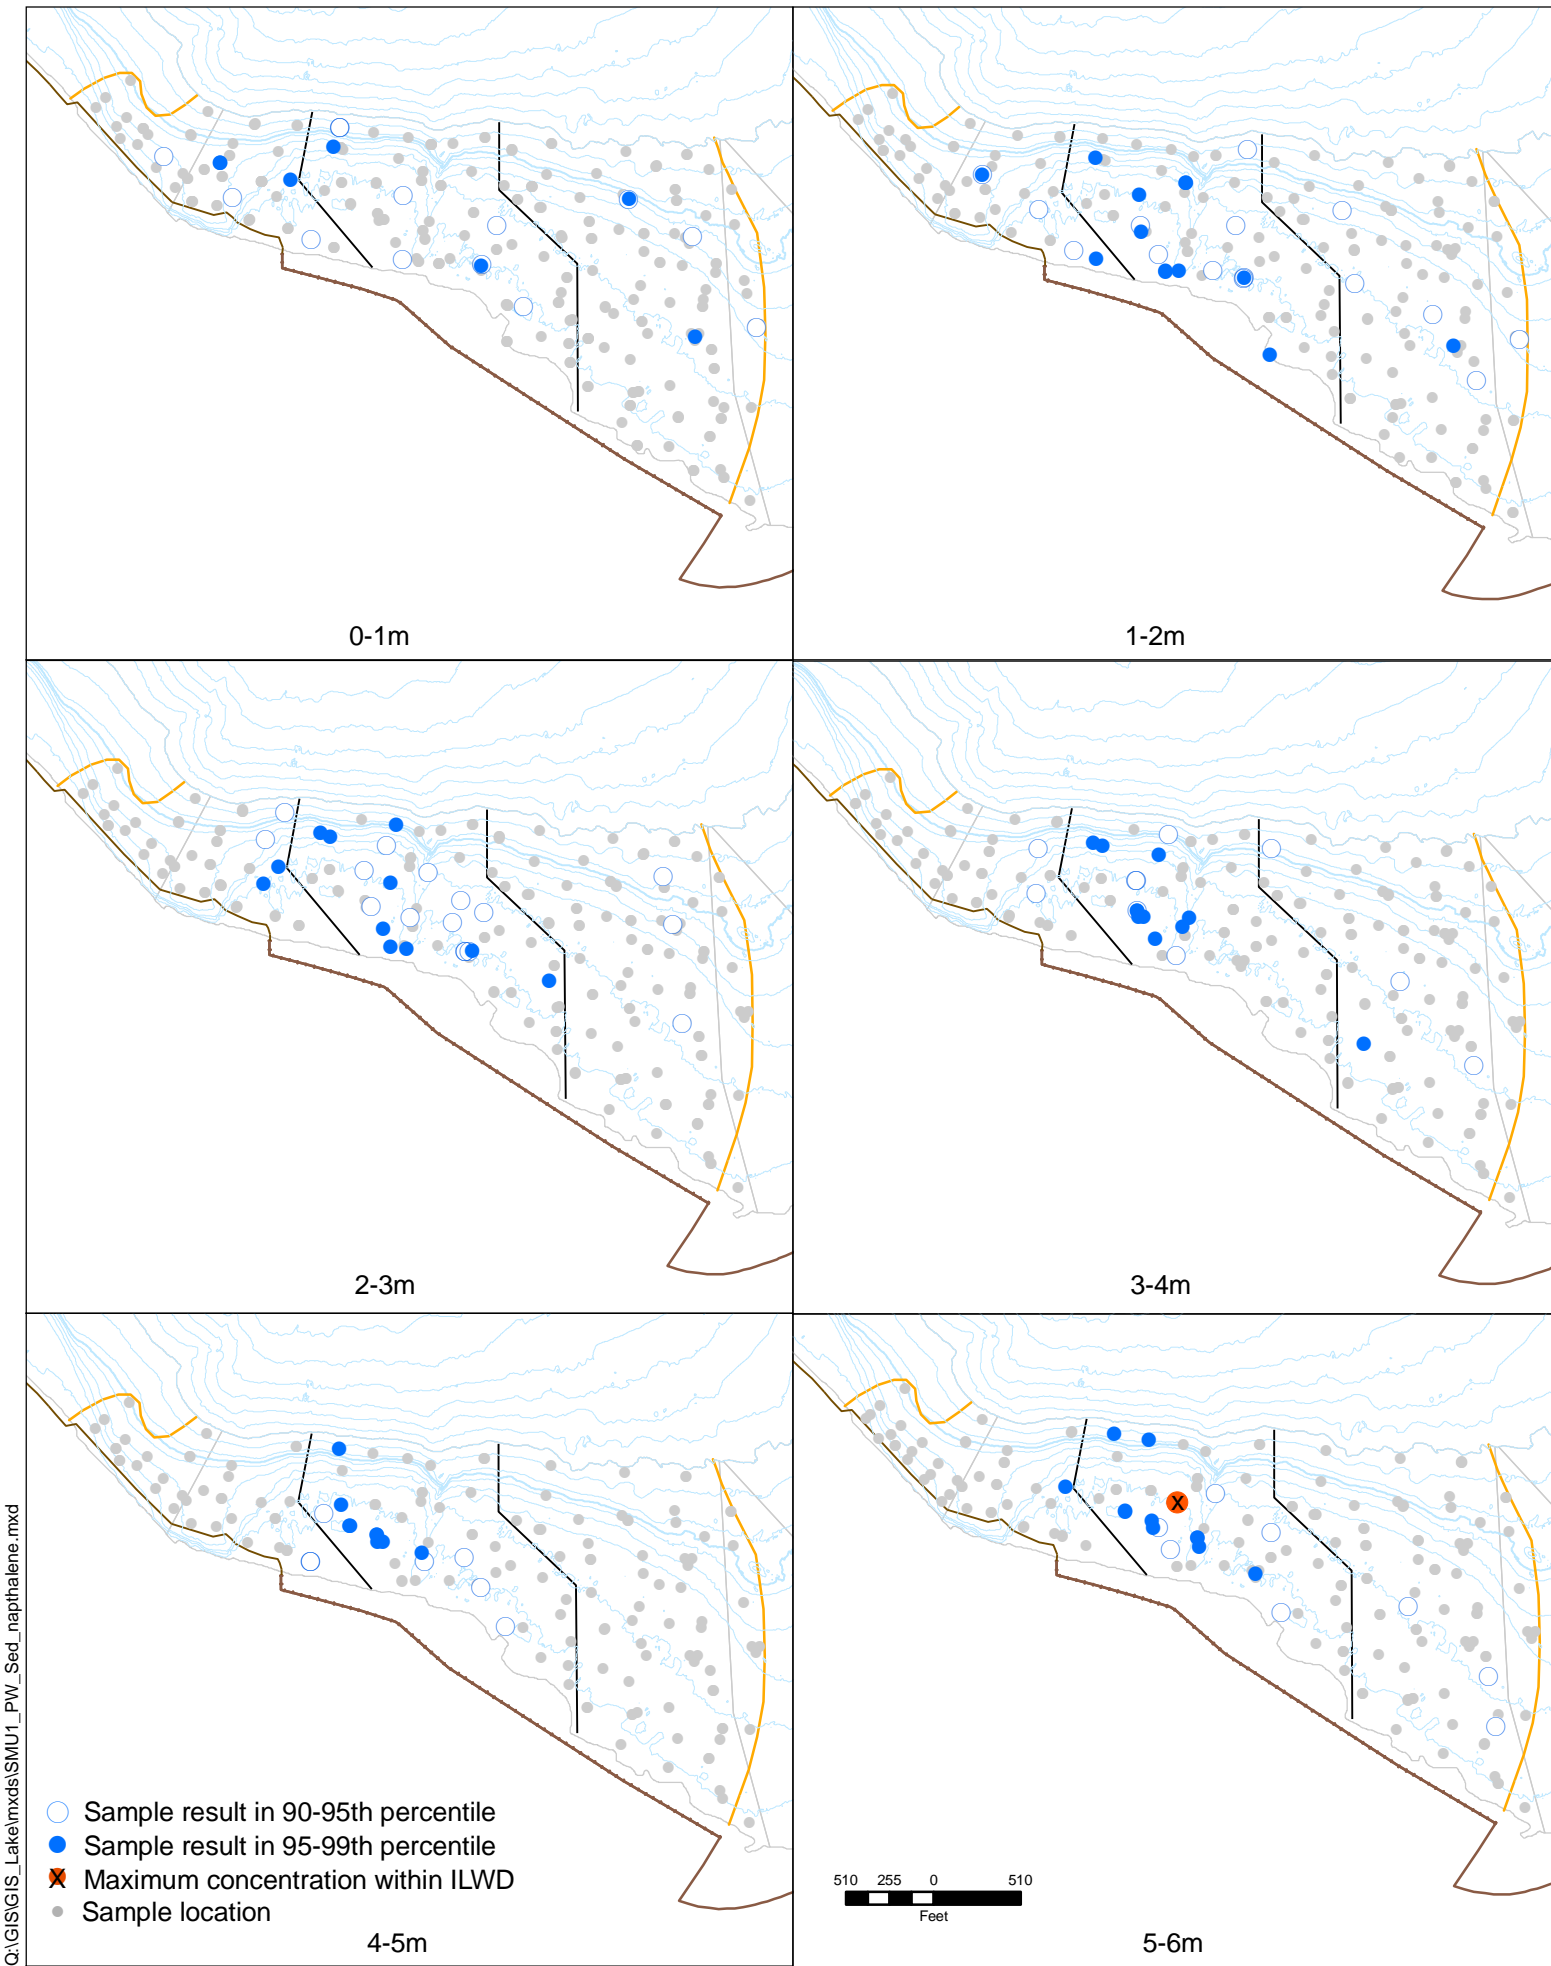 0-1m
1-2m
2-3m
3-4m
Sample result in 90-95th percentile
Sample result in 95-99th percentile
X Maximum concentration within ILWD
Sample location
4-5m
X
510 255 0 510
Feet
5-6m
Q:\GIS\GIS_Lake\mxds\SMU1_PW_Sed_napthalene.mxd